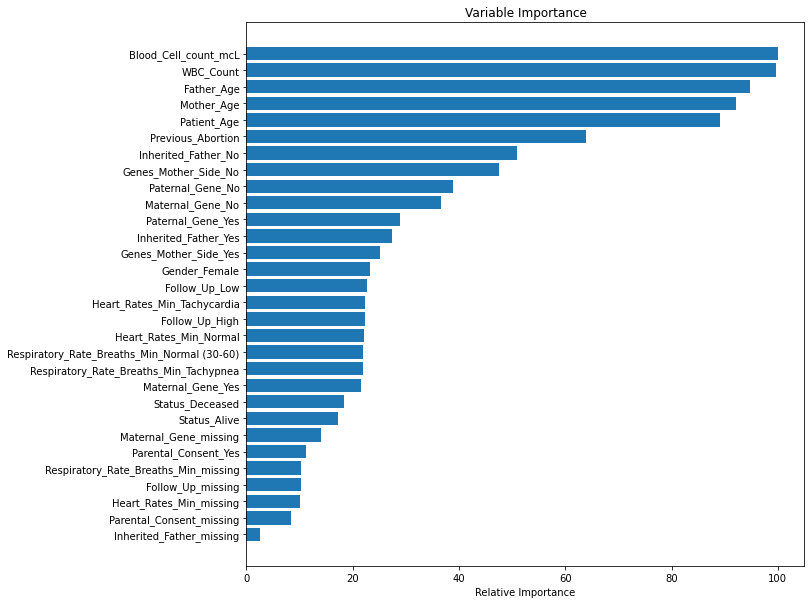 Variable Importance
Blood_Cell_count_mcL
WBC_Count
Father_Age
Mother_Age
Patient_Age
Previous_Abortion
Inherited_Father_No
Genes_Mother_Side_No
Paternal_Gene_No
Maternal_Gene_No
Paternal_Gene_Yes
Inherited_Father_Yes
Genes_Mother_Side_Yes
Gender_Female
Follow_Up_Low
Heart_Rates_Min_Tachycardia
Follow_Up_High
Heart_Rates_Min_Normal
Respiratory_Rate_Breaths_Min_Normal (30-60)
Respiratory_Rate_Breaths_Min_Tachypnea
Maternal_Gene_Yes
Status_Deceased
Status_Alive
Maternal_Gene_missing
Parental_Consent_Yes
Respiratory_Rate_Breaths_Min_missing
Follow_Up_missing
Heart_Rates_Min_missing
Parental_Consent_missing
Inherited_Father_missing
0 20 40 60 80 100
Relative Importance